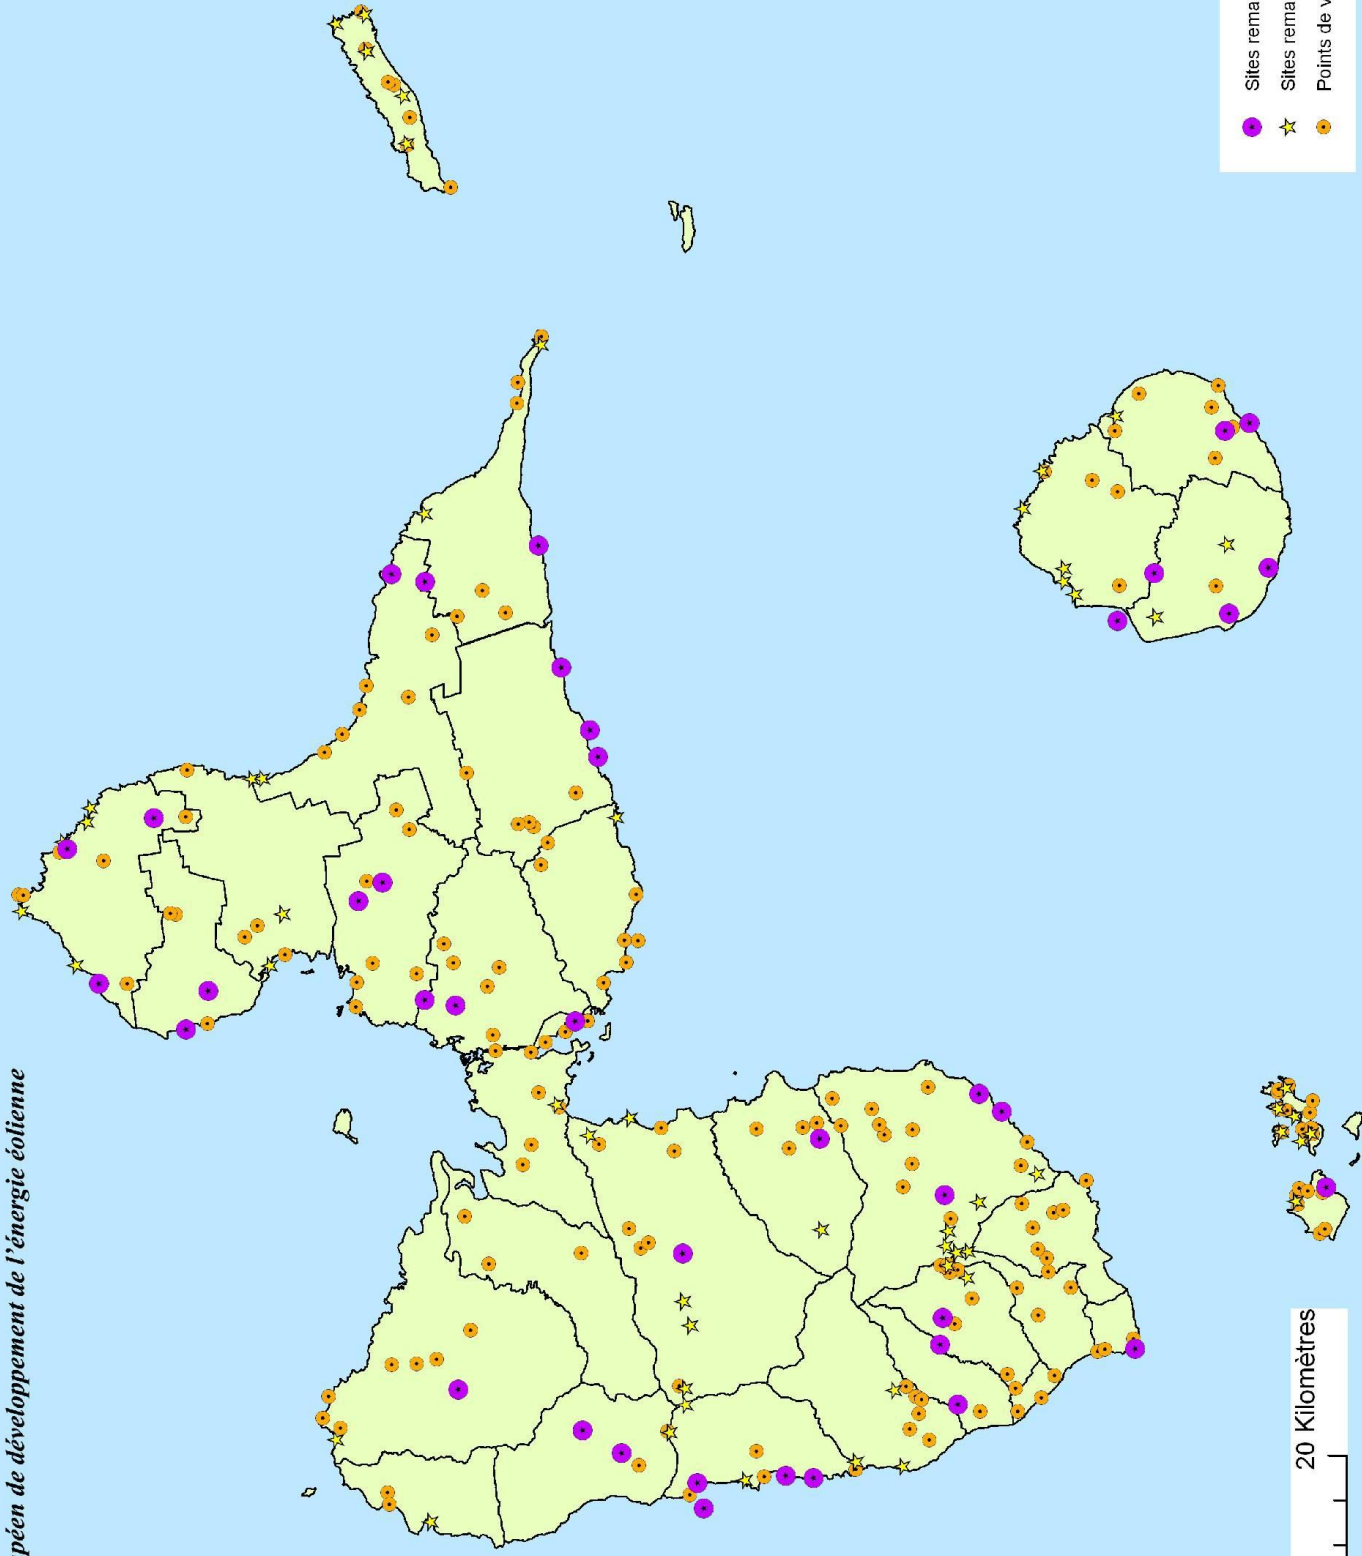 péen de développement de l'énergie éolienne
Sites rema
Sites rema
Points de v
20 Kilomètres